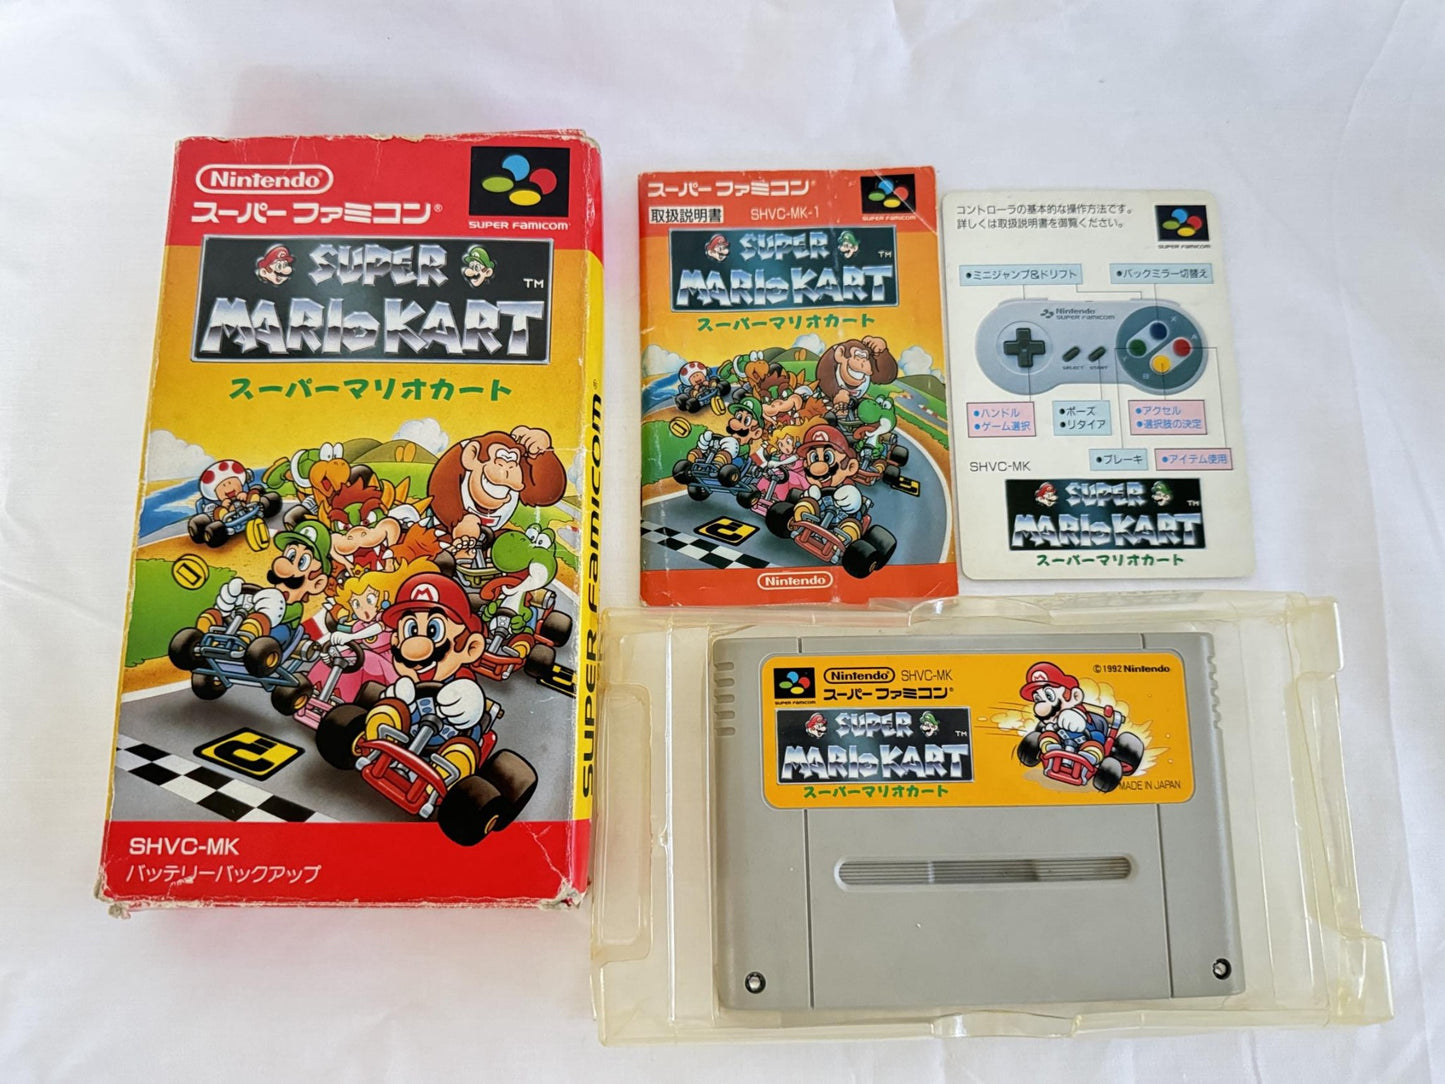 Nintendo
スーパーファミコン®
SUPER FAMICOM
SUPER
MARIO KART
TM
スーパーマリオカート
SHVC-MK
バッテリーバックアップ
SUPER FAMICOM®
スーパーファミコン®
取扱説明書 SHVC-MK-1
SUPER FAMICOM
SUPER
MARIO KART
TM
スーパーマリオカート
Nintendo
コントローラの基本的な操作方法です。
詳しくは取扱説明書を御覧ください。
SUPER FAMICOM
●ミニジャンプ&ドリフト
●バックミラー切替え
Nintendo
SUPER FAMICOM
SELECT START
X
Y
A
B
●ハンドル
●ゲーム選択
●ポーズ
●リタイア
●アクセル
●選択肢の決定
●ブレーキ
●アイテム使用
SHVC-MK
SUPER
MARIO KART
TM
スーパーマリオカート
SUPER FAMICOM
Nintendo SHVC-MK
スーパーファミコン®
©1992 Nintendo
SUPER
MARIO KART
TM
スーパーマリオカート
MADE IN JAPAN